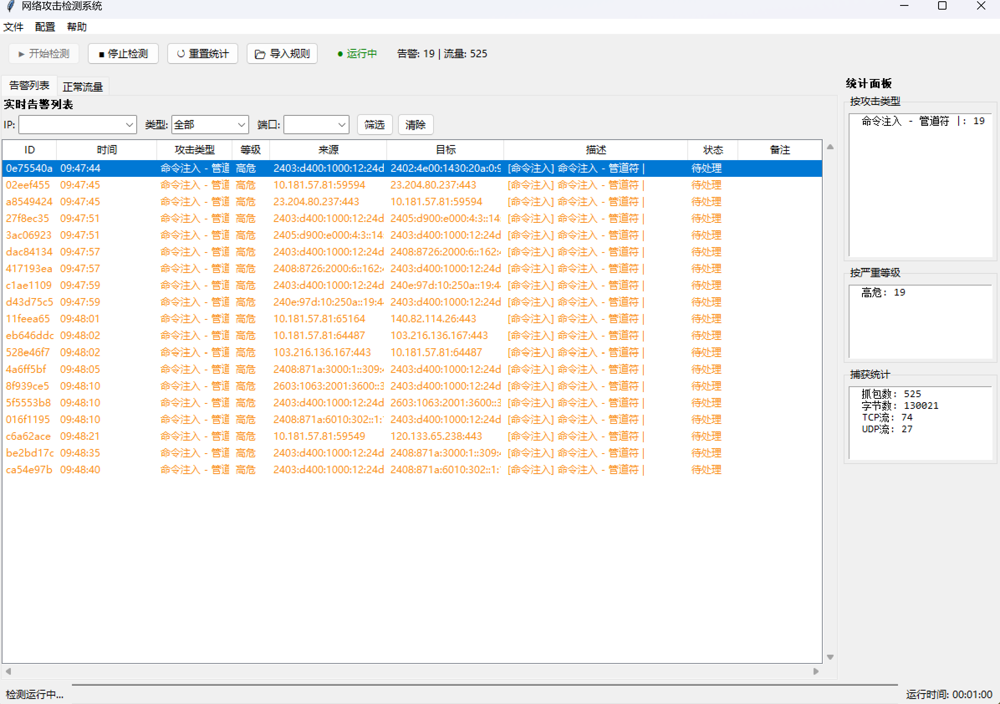 网络攻击检测系统
文件 配置 帮助
▶ 开始检测 ■ 停止检测 重置统计 导入规则 ● 运行中 告警: 19 | 流量: 525
告警列表 正常流量
实时告警列表
IP: 类型: 全部 端口: 筛选 清除
ID 时间 攻击类型 等级 来源 目标 描述 状态 备注
0e75540a 09:47:44 命令注入 - 管道 高危 2403:d400:1000:12:24d 2402:4e00:1430:20a:0:9 [命令注入] 命令注入 - 管道符 | 待处理
02eef455 09:47:45 命令注入 - 管道 高危 10.181.57.81:59594 23.204.80.237:443 [命令注入] 命令注入 - 管道符 | 待处理
a8549424 09:47:45 命令注入 - 管道 高危 23.204.80.237:443 10.181.57.81:59594 [命令注入] 命令注入 - 管道符 | 待处理
27f8ec35 09:47:51 命令注入 - 管道 高危 2403:d400:1000:12:24d 2405:d900:e000:4:3::14: [命令注入] 命令注入 - 管道符 | 待处理
3ac06923 09:47:51 命令注入 - 管道 高危 2405:d900:e000:4:3::14: 2403:d400:1000:12:24d [命令注入] 命令注入 - 管道符 | 待处理
dac84134 09:47:57 命令注入 - 管道 高危 2403:d400:1000:12:24d 2408:8726:2000:6::162:4 [命令注入] 命令注入 - 管道符 | 待处理
417193ea 09:47:57 命令注入 - 管道 高危 2408:8726:2000:6::162:4 2403:d400:1000:12:24d [命令注入] 命令注入 - 管道符 | 待处理
c1ae1109 09:47:59 命令注入 - 管道 高危 2403:d400:1000:12:24d 240e:97d:10:250a::19:44 [命令注入] 命令注入 - 管道符 | 待处理
d43d75c5 09:47:59 命令注入 - 管道 高危 240e:97d:10:250a::19:44 2403:d400:1000:12:24d [命令注入] 命令注入 - 管道符 | 待处理
11feea65 09:48:01 命令注入 - 管道 高危 10.181.57.81:65164 140.82.114.26:443 [命令注入] 命令注入 - 管道符 | 待处理
eb646ddc 09:48:02 命令注入 - 管道 高危 10.181.57.81:64487 103.216.136.167:443 [命令注入] 命令注入 - 管道符 | 待处理
528e46f7 09:48:02 命令注入 - 管道 高危 103.216.136.167:443 10.181.57.81:64487 [命令注入] 命令注入 - 管道符 | 待处理
4a6ff5bf 09:48:05 命令注入 - 管道 高危 2408:871a:3000:1::309:4 2403:d400:1000:12:24d [命令注入] 命令注入 - 管道符 | 待处理
8f939ce5 09:48:10 命令注入 - 管道 高危 2603:1063:2001:3600::3 2403:d400:1000:12:24d [命令注入] 命令注入 - 管道符 | 待处理
5f5553b8 09:48:10 命令注入 - 管道 高危 2403:d400:1000:12:24d 2603:1063:2001:3600::3 [命令注入] 命令注入 - 管道符 | 待处理
016f1195 09:48:10 命令注入 - 管道 高危 2408:871a:6010:302::1: 2403:d400:1000:12:24d [命令注入] 命令注入 - 管道符 | 待处理
c6a62ace 09:48:21 命令注入 - 管道 高危 10.181.57.81:59549 120.133.65.238:443 [命令注入] 命令注入 - 管道符 | 待处理
be2bd17c 09:48:35 命令注入 - 管道 高危 2403:d400:1000:12:24d 2408:871a:3000:1::309:4 [命令注入] 命令注入 - 管道符 | 待处理
ca54e97b 09:48:40 命令注入 - 管道 高危 2403:d400:1000:12:24d 2408:871a:6010:302::1: [命令注入] 命令注入 - 管道符 | 待处理
统计面板
按攻击类型
命令注入 - 管道符 |: 19
按严重等级
高危: 19
捕获统计
抓包数: 525
字节数: 130021
TCP流: 74
UDP流: 27
检测运行中... 运行时间: 00:01:00